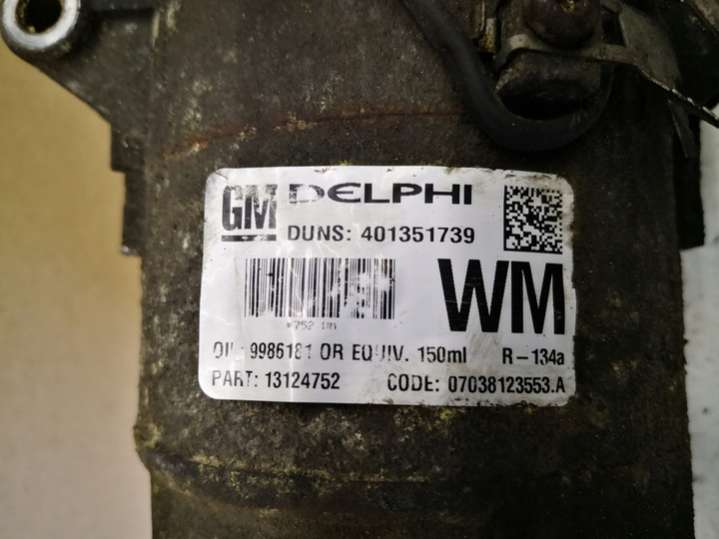 GM DELPHI
DUNS: 401351739
WM
OIL: 9986181 OR EQUIV. 150ml R-134a
PART: 13124752 CODE: 07038123553.A